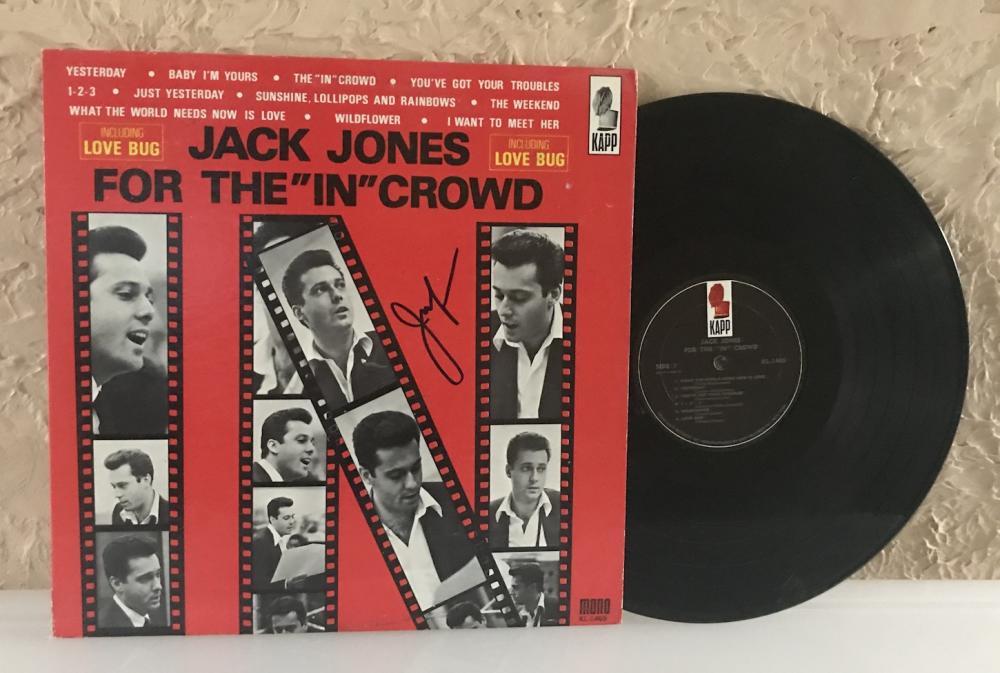 YESTERDAY • BABY I'M YOURS • THE "IN" CROWD • YOU'VE GOT YOUR TROUBLES
1-2-3 • JUST YESTERDAY • SUNSHINE, LOLLIPOPS AND RAINBOWS • THE WEEKEND
WHAT THE WORLD NEEDS NOW IS LOVE • WILDFLOWER • I WANT TO MEET HER
KAPP
INCLUDING
LOVE BUG
JACK JONES
INCLUDING
LOVE BUG
FOR THE "IN" CROWD
Jack
MONO
KAPP
JACK JONES
FOR THE "IN" CROWD
SIDE